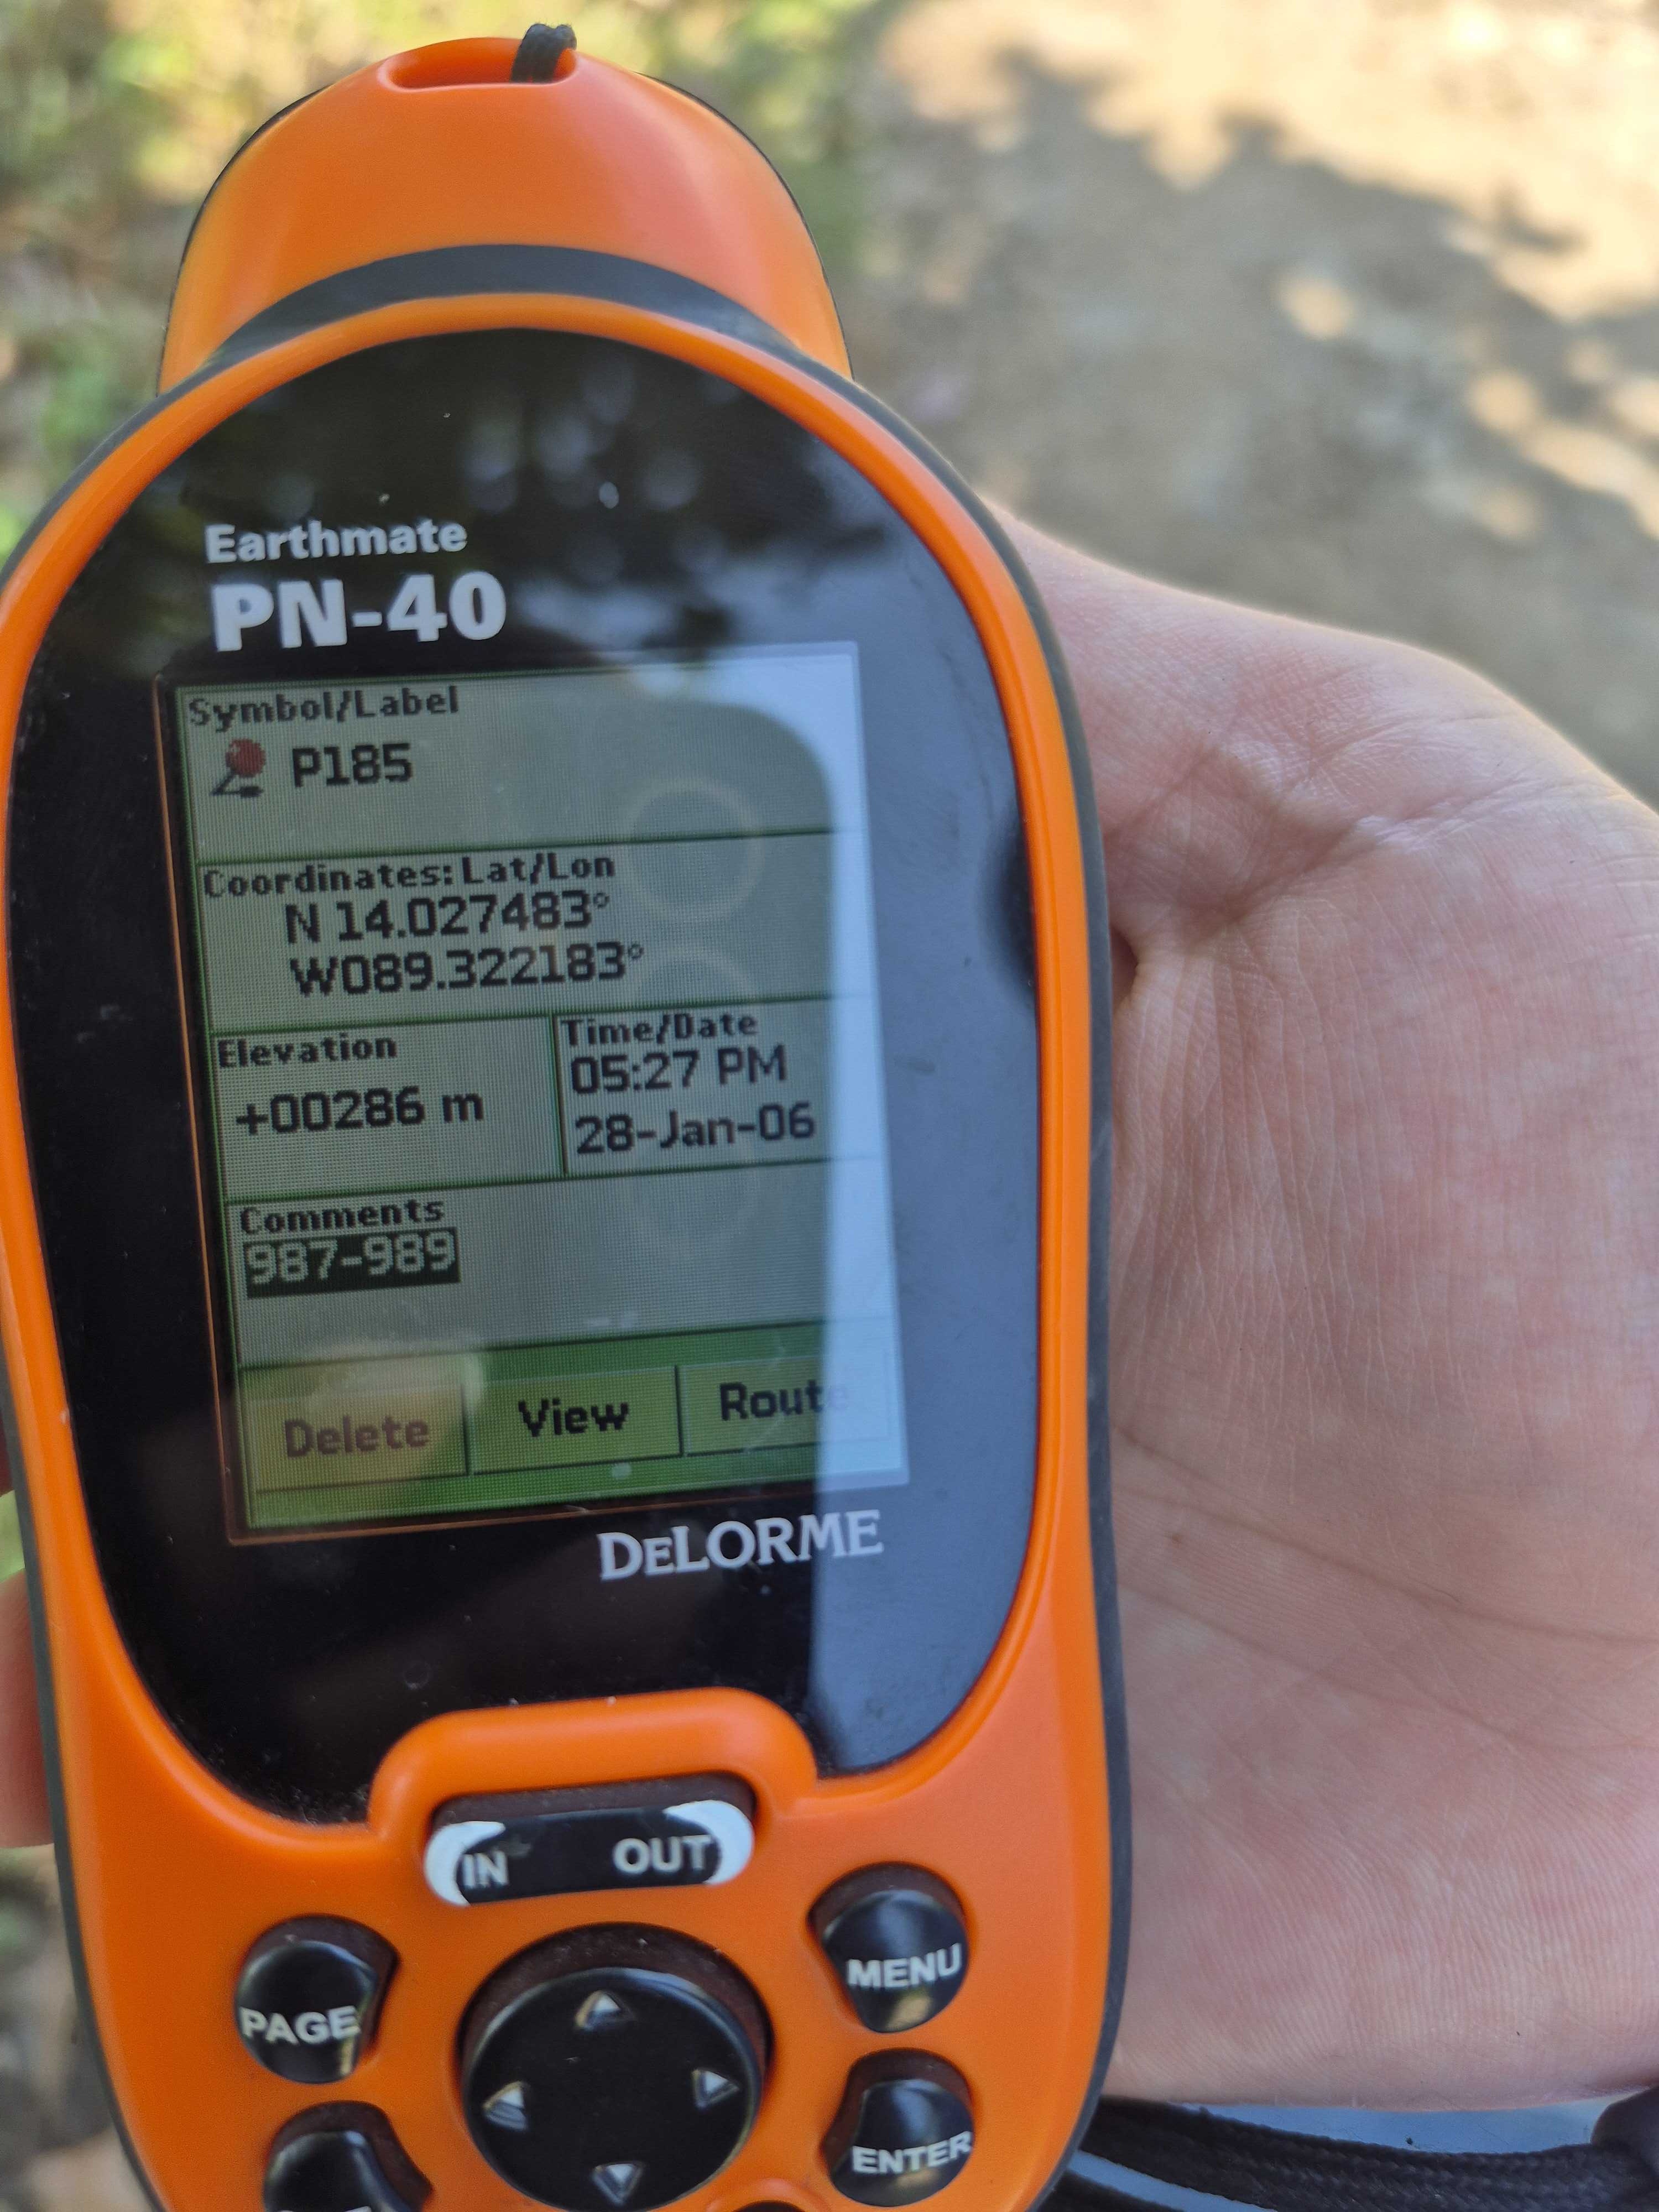 Earthmate
PN-40
Symbol/Label
P185
Coordinates: Lat/Lon
N 14.027483°
W089.322183°
Elevation
+00286 m
Time/Date
05:27 PM
28-Jan-06
Comments
987-989
Delete
View
Route
DELORME
IN
OUT
PAGE
MENU
ENTER